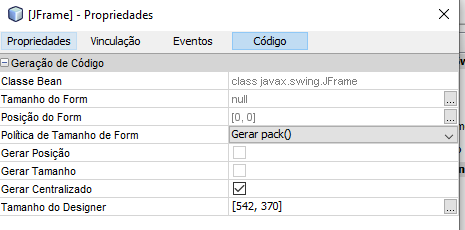 [JFrame] - Propriedades
Propriedades Vinculação Eventos Código
Geração de Código
Classe Bean class javax.swing.JFrame
Tamanho do Form null ...
Posição do Form [0, 0] ...
Política de Tamanho de Form Gerar pack()
Gerar Posição
Gerar Tamanho
Gerar Centralizado
Tamanho do Designer [542, 370] ...